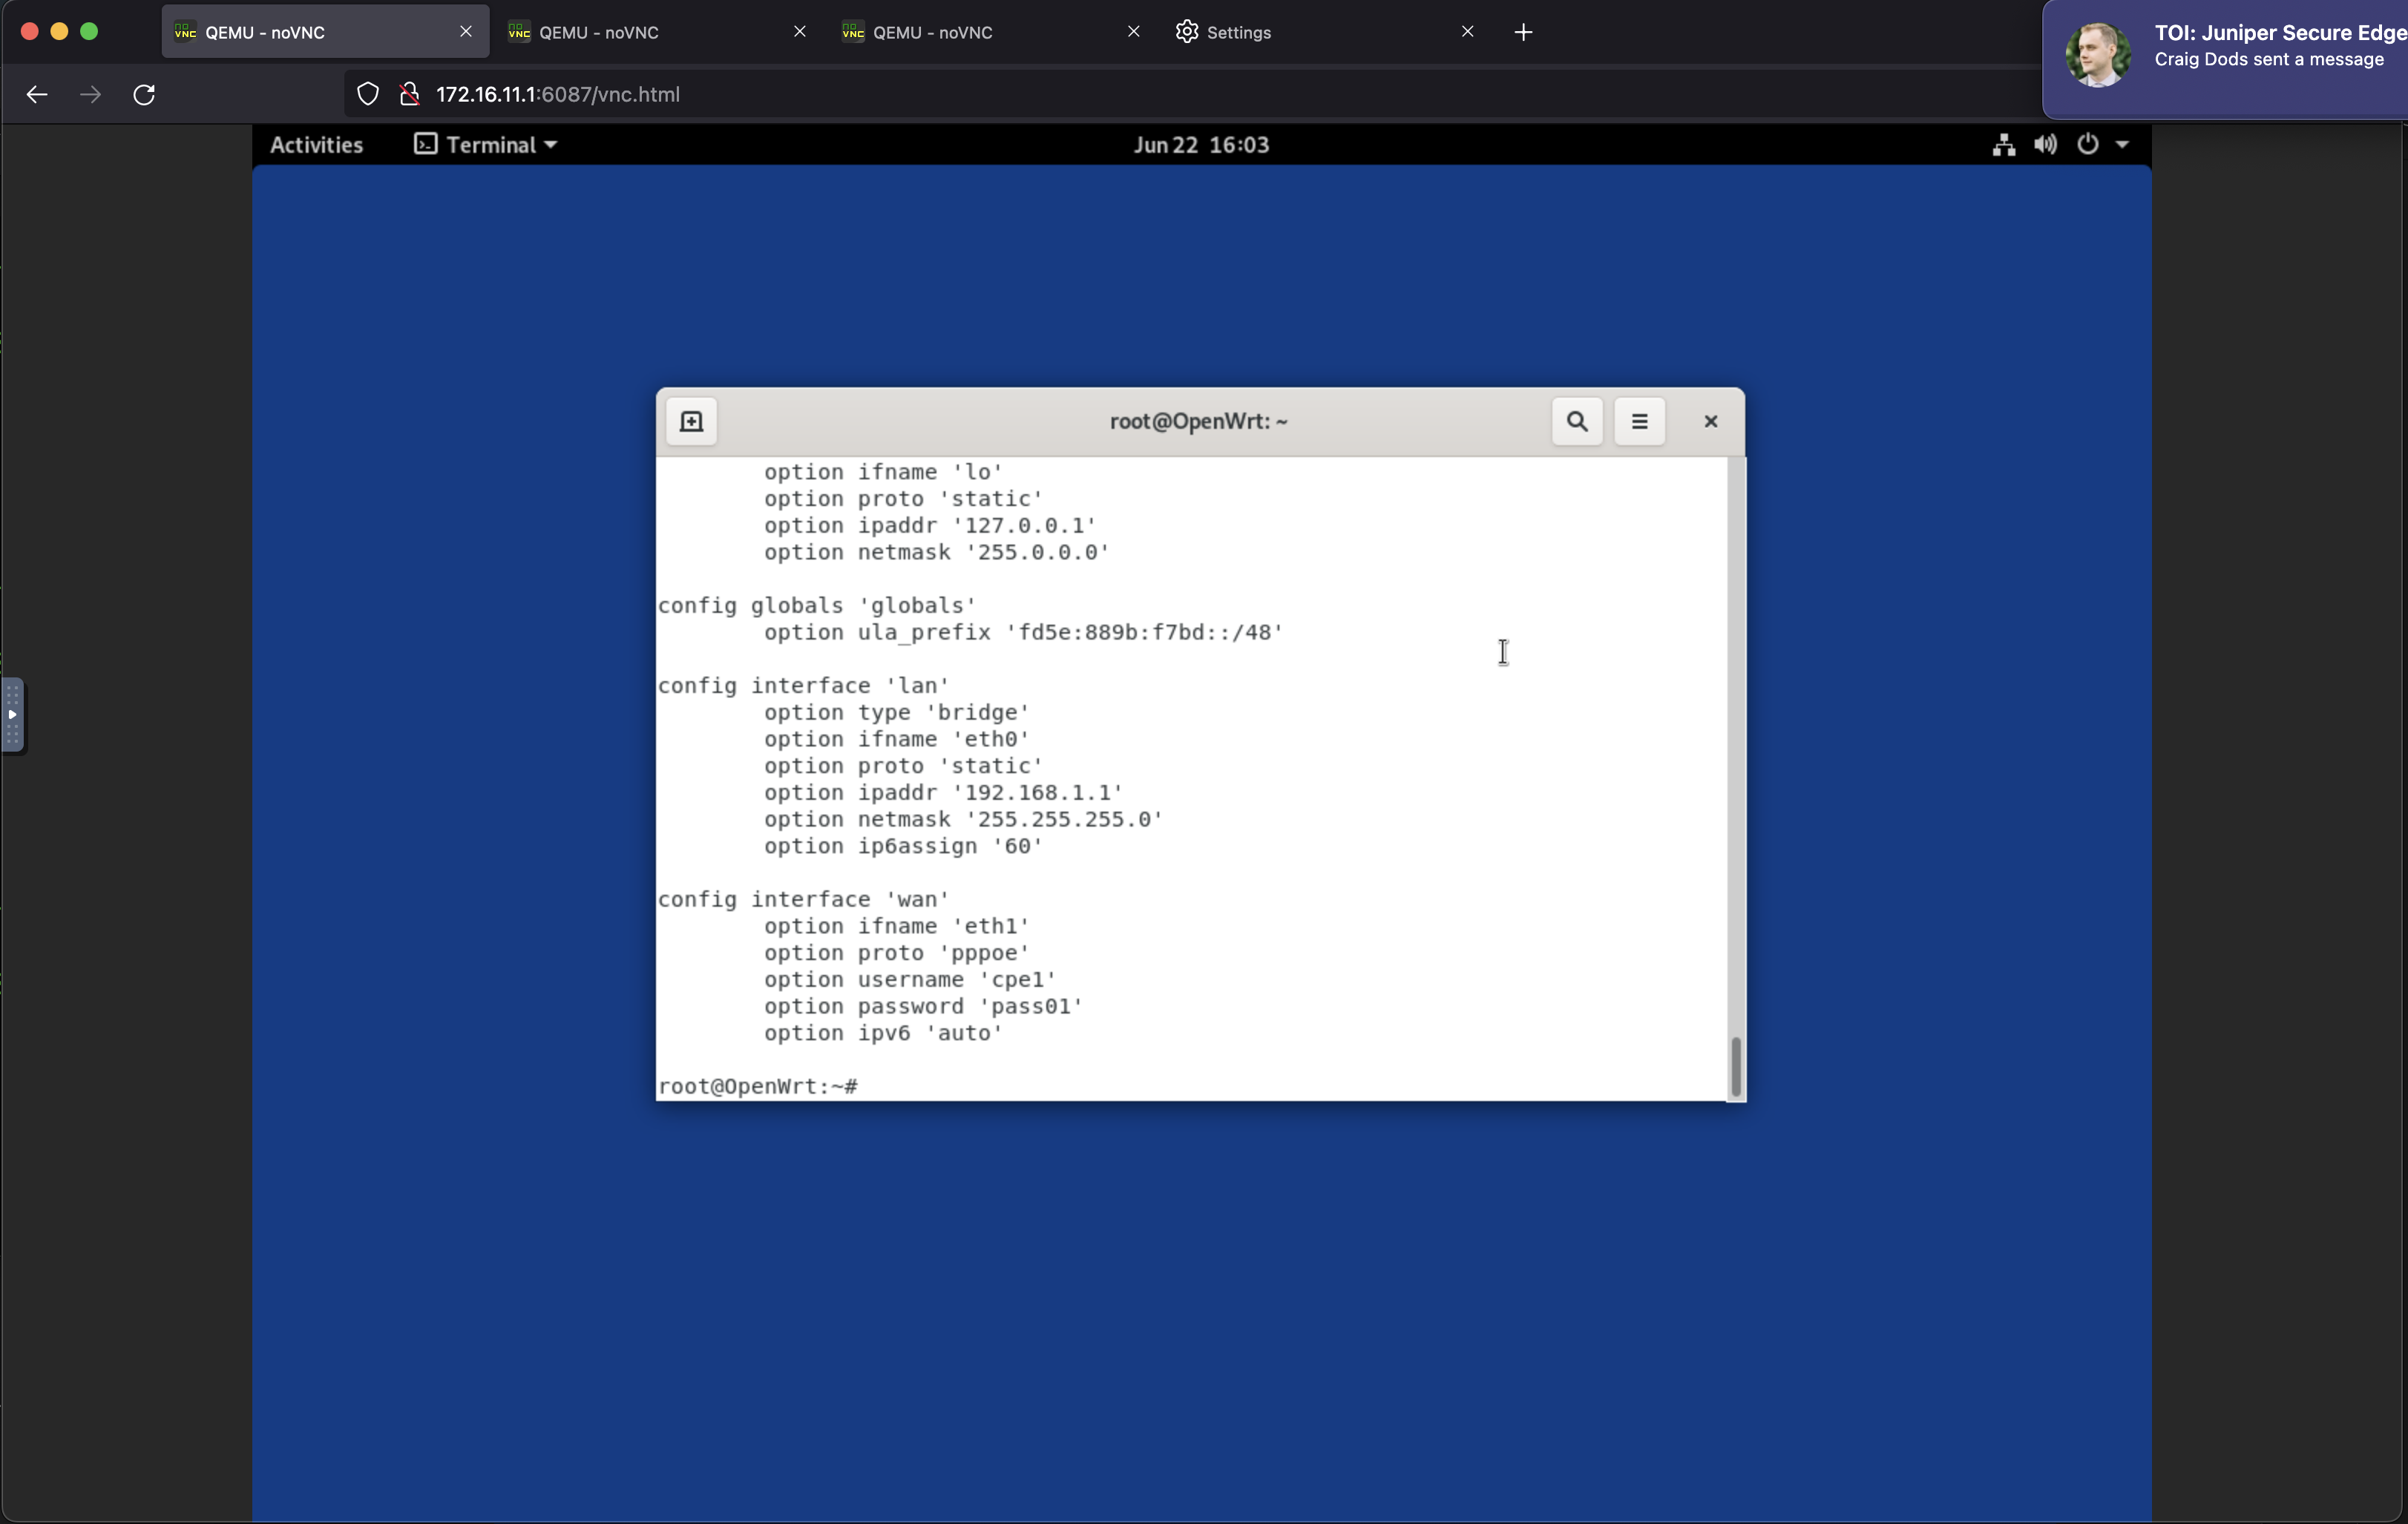 QEMU - noVNC
QEMU - noVNC
QEMU - noVNC
Settings
TOI: Juniper Secure Edge
Craig Dods sent a message
172.16.11.1:6087/vnc.html
Activities
Terminal
Jun 22 16:03
root@OpenWrt: ~
option ifname 'lo'
option proto 'static'
option ipaddr '127.0.0.1'
option netmask '255.0.0.0'
config globals 'globals'
option ula_prefix 'fd5e:889b:f7bd::/48'
config interface 'lan'
option type 'bridge'
option ifname 'eth0'
option proto 'static'
option ipaddr '192.168.1.1'
option netmask '255.255.255.0'
option ip6assign '60'
config interface 'wan'
option ifname 'eth1'
option proto 'pppoe'
option username 'cpe1'
option password 'pass01'
option ipv6 'auto'
root@OpenWrt:~#